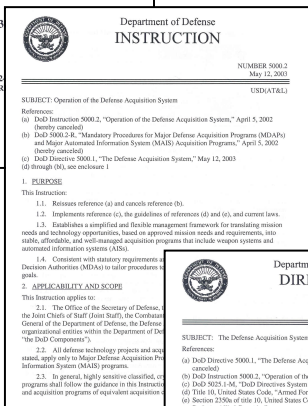 Department of Defense
INSTRUCTION
NUMBER 5000.2
May 12, 2003
USD(AT&L)
SUBJECT: Operation of the Defense Acquisition System
References:
(a) DoD Instruction 5000.2, "Operation of the Defense Acquisition System," April 5, 2002
(hereby canceled)
(b) DoD 5000.2-R, "Mandatory Procedures for Major Defense Acquisition Programs (MDAPs)
and Major Automated Information System (MAIS) Acquisition Programs," April 5, 2002
(hereby canceled)
(c) DoD Directive 5000.1, "The Defense Acquisition System," May 12, 2003
(d) through (bl), see enclosure 1
1. PURPOSE
This Instruction:
1.1. Reissues reference (a) and cancels reference (b).
1.2. Implements reference (c), the guidelines of references (d) and (e), and current laws.
1.3. Establishes a simplified and flexible management framework for translating mission
needs and technology opportunities, based on approved mission needs and requirements, into
stable, affordable, and well-managed acquisition programs that include weapon systems and
automated information systems (AISs).
1.4. Consistent with statutory requirements a
Decision Authorities (MDAs) to tailor procedures to
goals.
2. APPLICABILITY AND SCOPE
This Instruction applies to:
2.1. The Office of the Secretary of Defense, t
the Joint Chiefs of Staff (Joint Staff), the Combatan
General of the Department of Defense, the Defense
organizational entities within the Department of Def
"the DoD Components").
2.2. All defense technology projects and acq
stated, apply only to Major Defense Acquisition Pro
Information System (MAIS) programs.
2.3. In general, highly sensitive classified, cry
programs shall follow the guidance in this Instructio
and acquisition programs of equivalent acquisition c
Departm
DIRE
SUBJECT: The Defense Acquisition System
References:
(a) DoD Directive 5000.1, "The Defense Acqu
canceled)
(b) DoD Instruction 5000.2, "Operation of the
(c) DoD 5025.1-M, "DoD Directives System
(d) Title 10, United States Code, "Armed For
(e) Section 2350a of title 10, United States Co